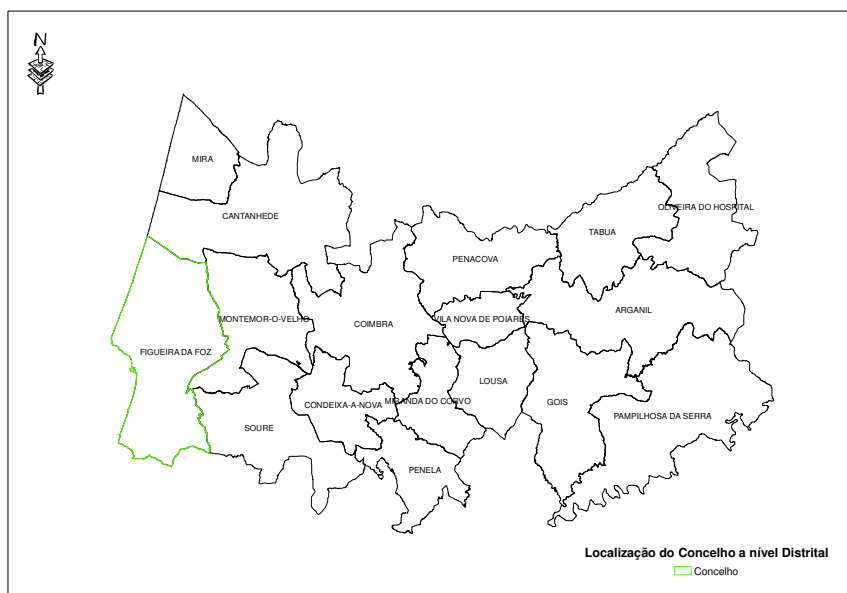 N
MIRA
CANTANHEDE
OLIVEIRA DO HOSPITAL
TABUA
PENACOVA
ARGANIL
MONTEMOR-O-VELHO
VILA NOVA DE POIARES
COIMBRA
FIGUEIRA DA FOZ
LOUSA
MIRANDA DO CORVO
GOIS
CONDEIXA-A-NOVA
PAMPILHOSA DA SERRA
SOURE
PENELA
Localização do Concelho a nível Distrital
Concelho